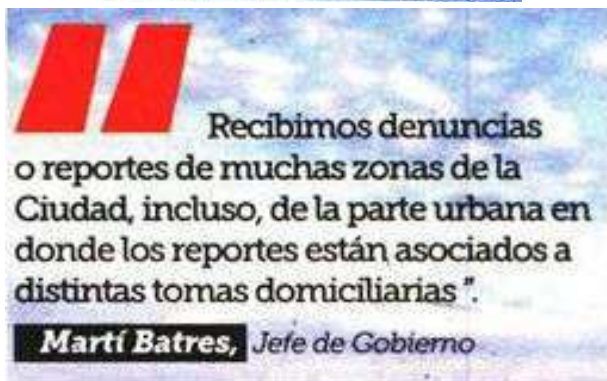 Recibimos denuncias
o reportes de muchas zonas de la
Ciudad, incluso, de la parte urbana en
donde los reportes están asociados a
distintas tomas domiciliarias”.
Martí Batres, Jefe de Gobierno